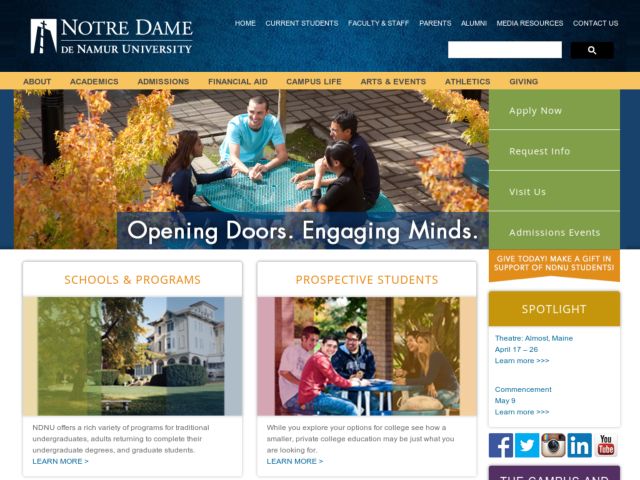 NOTRE DAME
DE NAMUR UNIVERSITY
HOME CURRENT STUDENTS FACULTY & STAFF PARENTS ALUMNI MEDIA RESOURCES CONTACT US
ABOUT ACADEMICS ADMISSIONS FINANCIAL AID CAMPUS LIFE ARTS & EVENTS ATHLETICS GIVING
Apply Now
Request Info
Visit Us
Admissions Events
Opening Doors. Engaging Minds.
GIVE TODAY! MAKE A GIFT IN
SUPPORT OF NDNU STUDENTS!
SCHOOLS & PROGRAMS
NDNU offers a rich variety of programs for traditional
undergraduates, adults returning to complete their
undergraduate degrees, and graduate students.
LEARN MORE >
PROSPECTIVE STUDENTS
While you explore your options for college see how a
smaller, private college education may be just what you
are looking for.
LEARN MORE >
SPOTLIGHT
Theatre: Almost, Maine
April 17 – 26
Learn more >>>
Commencement
May 9
Learn more >>>
f
in
You
Tube
THE CAMPUS AND